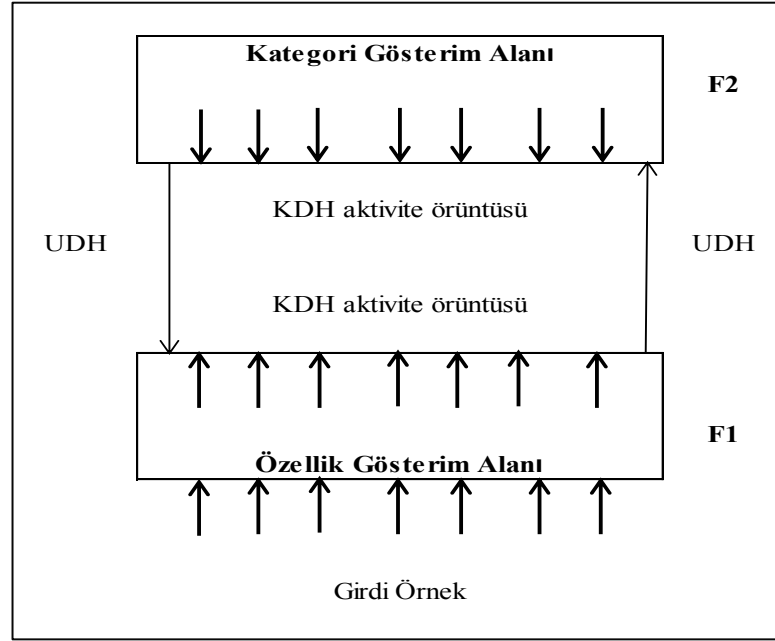 Kategori Gösterim Alanı
F2
KDH aktivite örüntüsü
UDH
UDH
KDH aktivite örüntüsü
F1
Özellik Gösterim Alanı
Girdi Örnek